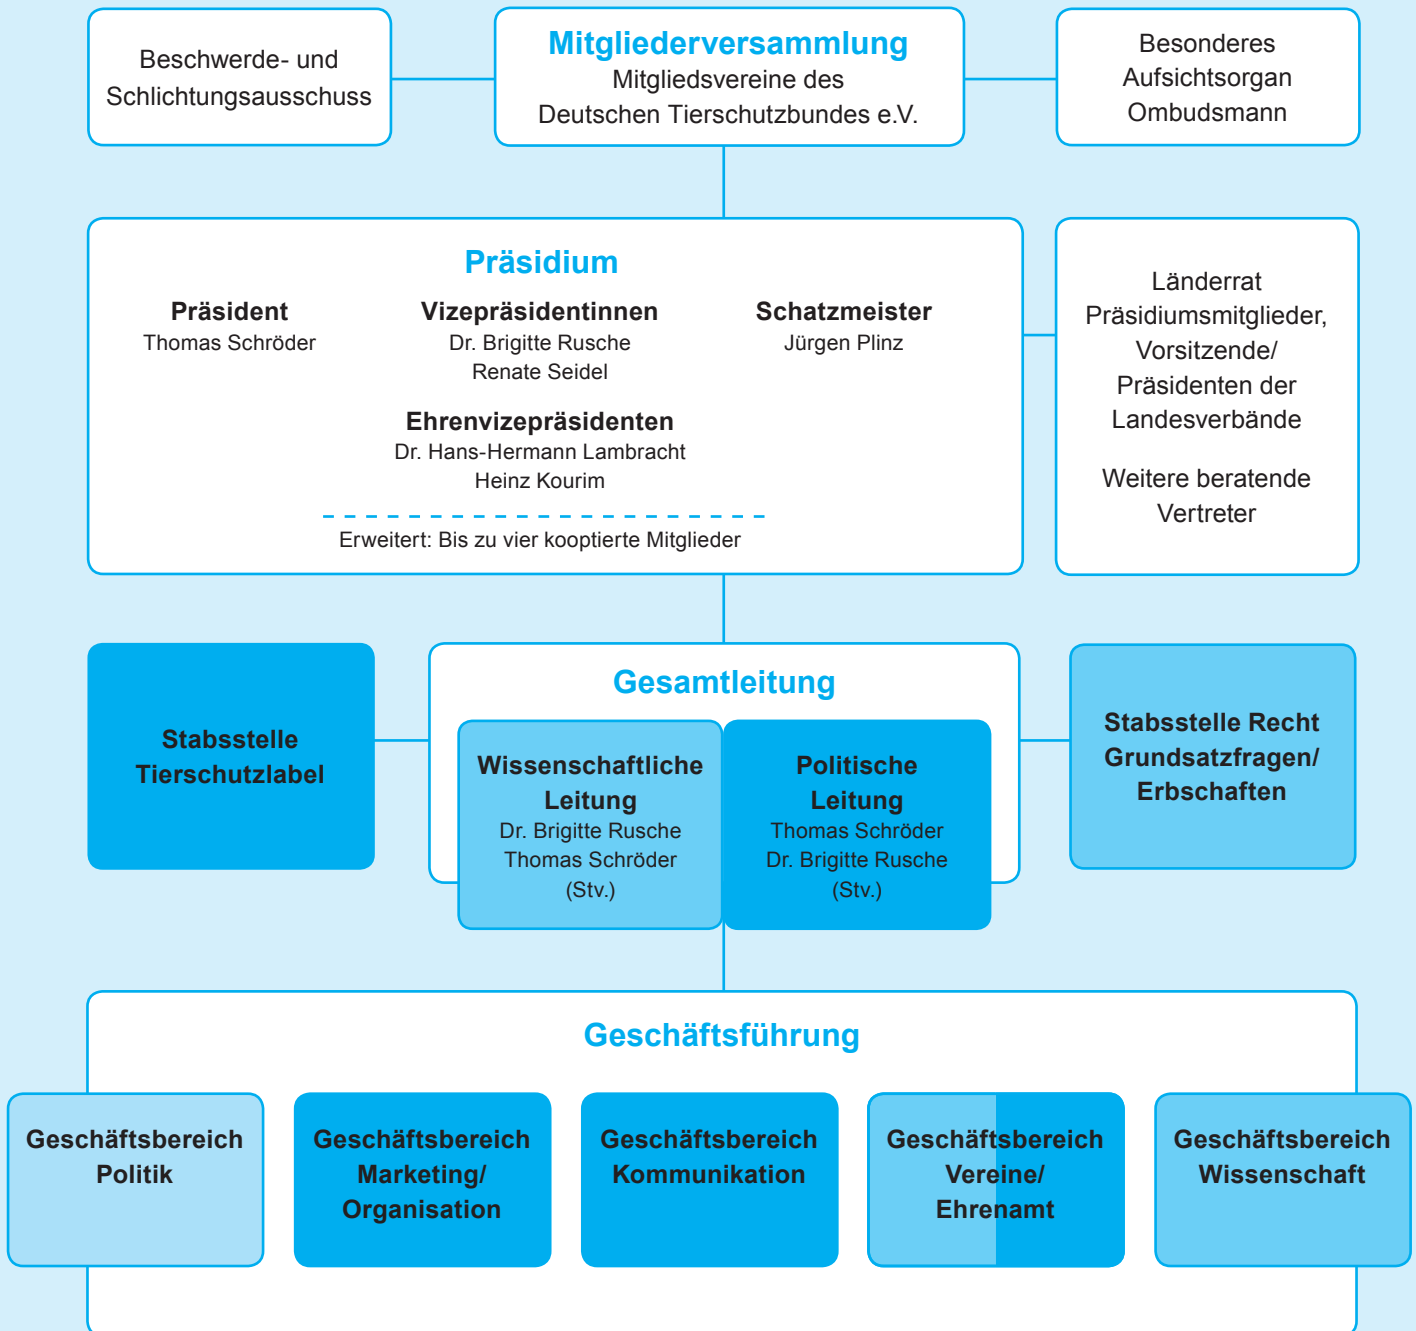 Beschwerde- und
Schlichtungsausschuss
Mitgliederversammlung
Mitgliedsvereine des
Deutschen Tierschutzbundes e.V.
Besonderes
Aufsichtsorgan
Ombudsmann
Präsidium
Präsident
Thomas Schröder
Vizepräsidentinnen
Dr. Brigitte Rusche
Renate Seidel
Schatzmeister
Jürgen Plinz
Ehrenvizepräsidenten
Dr. Hans-Hermann Lambracht
Heinz Kourim
Erweitert: Bis zu vier kooptierte Mitglieder
Länderrat
Präsidiumsmitglieder,
Vorsitzende/
Präsidenten der
Landesverbände
Weitere beratende
Vertreter
Stabsstelle
Tierschutzlabel
Gesamtleitung
Wissenschaftliche
Leitung
Dr. Brigitte Rusche
Thomas Schröder
(Stv.)
Politische
Leitung
Thomas Schröder
Dr. Brigitte Rusche
(Stv.)
Stabsstelle Recht
Grundsatzfragen/
Erbschaften
Geschäftsführung
Geschäftsbereich
Politik
Geschäftsbereich
Marketing/
Organisation
Geschäftsbereich
Kommunikation
Geschäftsbereich
Vereine/
Ehrenamt
Geschäftsbereich
Wissenschaft